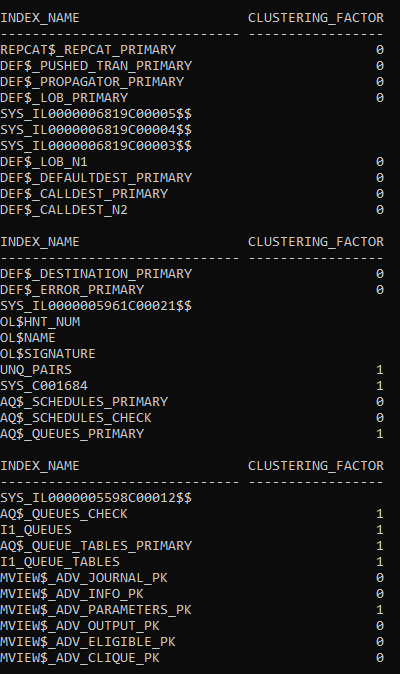 INDEX_NAME                     CLUSTERING_FACTOR
------------------------------ -----------------
REPCAT$_REPCAT_PRIMARY                         0
DEF$_PUSHED_TRAN_PRIMARY                       0
DEF$_PROPAGATOR_PRIMARY                        0
DEF$_LOB_PRIMARY                               0
SYS_IL0000006819C00005$$
SYS_IL0000006819C00004$$
SYS_IL0000006819C00003$$
DEF$_LOB_N1                                    0
DEF$_DEFAULTDEST_PRIMARY                       0
DEF$_CALLDEST_PRIMARY                          0
DEF$_CALLDEST_N2                               0

INDEX_NAME                     CLUSTERING_FACTOR
------------------------------ -----------------
DEF$_DESTINATION_PRIMARY                       0
DEF$_ERROR_PRIMARY                             0
SYS_IL0000005961C00021$$
OL$HNT_NUM
OL$NAME
OL$SIGNATURE
UNQ_PAIRS                                      1
SYS_C001684                                    1
AQ$_SCHEDULES_PRIMARY                          0
AQ$_SCHEDULES_CHECK                            0
AQ$_QUEUES_PRIMARY                             1

INDEX_NAME                     CLUSTERING_FACTOR
------------------------------ -----------------
SYS_IL0000005598C00012$$
AQ$_QUEUES_CHECK                               1
I1_QUEUES                                      1
AQ$_QUEUE_TABLES_PRIMARY                       1
I1_QUEUE_TABLES                                1
MVIEW$_ADV_JOURNAL_PK                          0
MVIEW$_ADV_INFO_PK                             0
MVIEW$_ADV_PARAMETERS_PK                       1
MVIEW$_ADV_OUTPUT_PK                           0
MVIEW$_ADV_ELIGIBLE_PK                         0
MVIEW$_ADV_CLIQUE_PK                           0